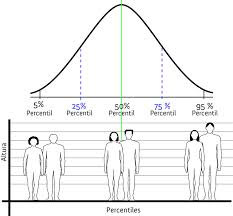 5% 25% 50% 75 % 95 %
Percentil Percentil Percentil Percentil Percentil
Altura
Percentiles